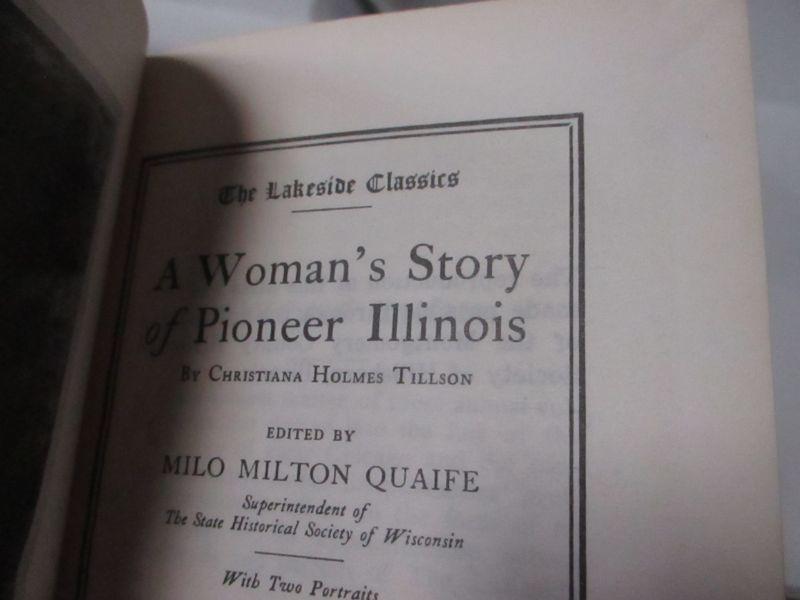 The Lakeside Classics
A Woman's Story
of Pioneer Illinois
By Christiana Holmes Tillson
EDITED BY
MILO MILTON QUAIFE
Superintendent of
The State Historical Society of Wisconsin
With Two Portraits